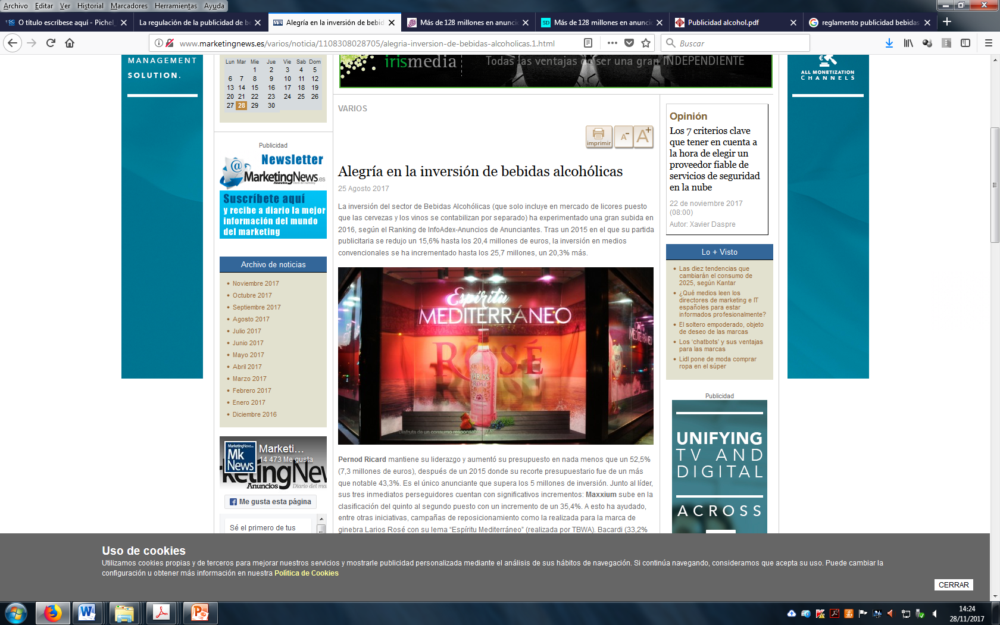 Archivo Editar Ver Historial Marcadores Herramientas Ayuda
O título escríbese aquí - Pichel_
La regulación de la publicidad de b
Alegría en la inversión de bebid
Más de 128 millones en anunci
Más de 128 millones en anunci
Publicidad alcohol.pdf
reglamento publicidad bebidas
www.marketingnews.es/varios/noticia/1108308028705/alegria-inversion-de-bebidas-alcoholicas.1.html
Buscar
MANAGEMENT
SOLUTION.
Lun Mar Mie Jue Vie Sab Dom
1 2 3 4 5
6 7 8 9 10 11 12
13 14 15 16 17 18 19
20 21 22 23 24 25 26
27 28 29 30
Publicidad
Newsletter
MarketingNews.es
Anuncios
Suscríbete aquí
y recibe a diario la mejor
información del mundo
del marketing
Archivo de noticias
Noviembre 2017
Octubre 2017
Septiembre 2017
Agosto 2017
Julio 2017
Junio 2017
Mayo 2017
Abril 2017
Marzo 2017
Febrero 2017
Enero 2017
Diciembre 2016
MarketingNews
Mk
News
Marketi...
14 473 Me gusta
rketingNew
Anuncios Diario del ma
Me gusta esta página
Sé el primero de tus
irismedia
Todas las ventajas de ser una gran INDEPENDIENTE
VARIOS
imprimir
A-
A+
Alegría en la inversión de bebidas alcohólicas
25 Agosto 2017
La inversión del sector de Bebidas Alcohólicas (que solo incluye en mercado de licores puesto
que las cervezas y los vinos se contabilizan por separado) ha experimentado una gran subida en
2016, según el Ranking de InfoAdex-Anuncios de Anunciantes. Tras un 2015 en el que su partida
publicitaria se redujo un 15,6% hasta los 20,4 millones de euros, la inversión en medios
convencionales se ha incrementado hasta los 25,7 millones, un 20,3% más.
Espíritu
MEDITERRÁNEO
ROSÉ
LARIOS
ROSÉ
Disfruta de un consumo responsable
Pernod Ricard mantiene su liderazgo y aumentó su presupuesto en nada menos que un 52,5%
(7,3 millones de euros), después de un 2015 donde su recorte presupuestario fue de un más
que notable 43,3%. Es el único anunciante que supera los 5 millones de inversión. Junto al líder,
sus tres inmediatos perseguidores cuentan con significativos incrementos: Maxxium sube en la
clasificación del quinto al segundo puesto con un incremento de un 35,4%. A esto ha ayudado,
entre otras iniciativas, campañas de reposicionamiento como la realizada para la marca de
ginebra Larios Rosé con su lema “Espíritu Mediterráneo” (realizada por TBWA). Bacardi (33,2%
Opinión
Los 7 criterios clave
que tener en cuenta a
la hora de elegir un
proveedor fiable de
servicios de seguridad
en la nube
22 de noviembre 2017
(08:00)
Autor: Xavier Daspre
Lo + Visto
Las diez tendencias que
cambiarán el consumo de
2025, según Kantar
¿Qué medios leen los
directores de marketing e IT
españoles para estar
informados profesionalmente?
El soltero empoderado, objeto
de deseo de las marcas
Los ‘chatbots’ y sus ventajas
para las marcas
Lidl pone de moda comprar
ropa en el súper
Publicidad
UNIFYING
TV AND
DIGITAL
ACROSS
ALL MONETIZATION
CHANNELS
Uso de cookies
Utilizamos cookies propias y de terceros para mejorar nuestros servicios y mostrarle publicidad personalizada mediante el análisis de sus hábitos de navegación. Si continúa navegando, consideramos que acepta su uso. Puede cambiar la
configuración u obtener más información en nuestra Política de Cookies
CERRAR
14:24
28/11/2017